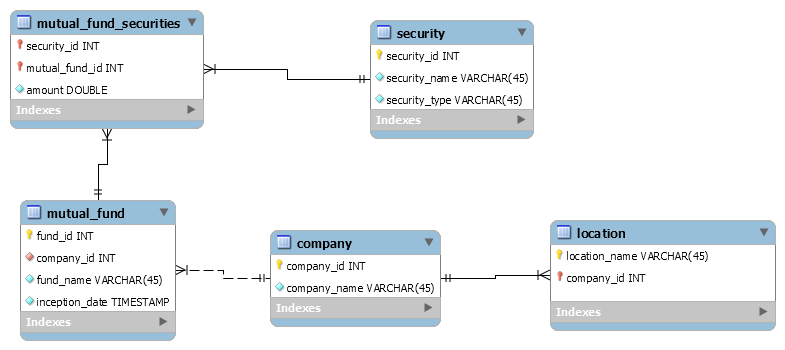 mutual_fund_securities
security_id INT
mutual_fund_id INT
amount DOUBLE
Indexes
security
security_id INT
security_name VARCHAR(45)
security_type VARCHAR(45)
Indexes
mutual_fund
fund_id INT
company_id INT
fund_name VARCHAR(45)
inception_date TIMESTAMP
Indexes
company
company_id INT
company_name VARCHAR(45)
Indexes
location
location_name VARCHAR(45)
company_id INT
Indexes